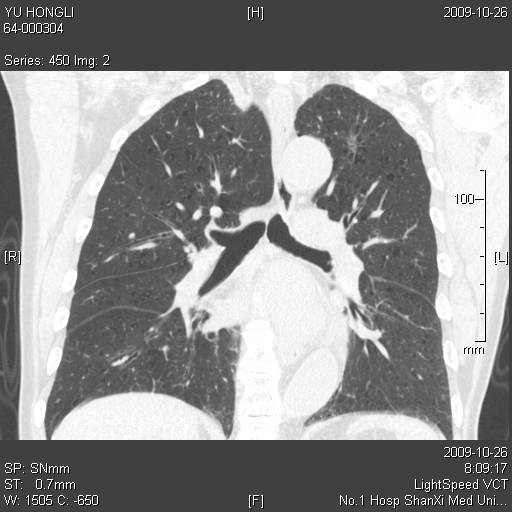 YU HONGLI [H] 2009-10-26
64-000304
Series: 450 Img: 2
100
[R] [L]
mm
2009-10-26
SP: SNmm 8:09:17
ST: 0.7mm LightSpeed VCT
W: 1505 C: -650 [F] No.1 Hosp ShanXi Med Uni...